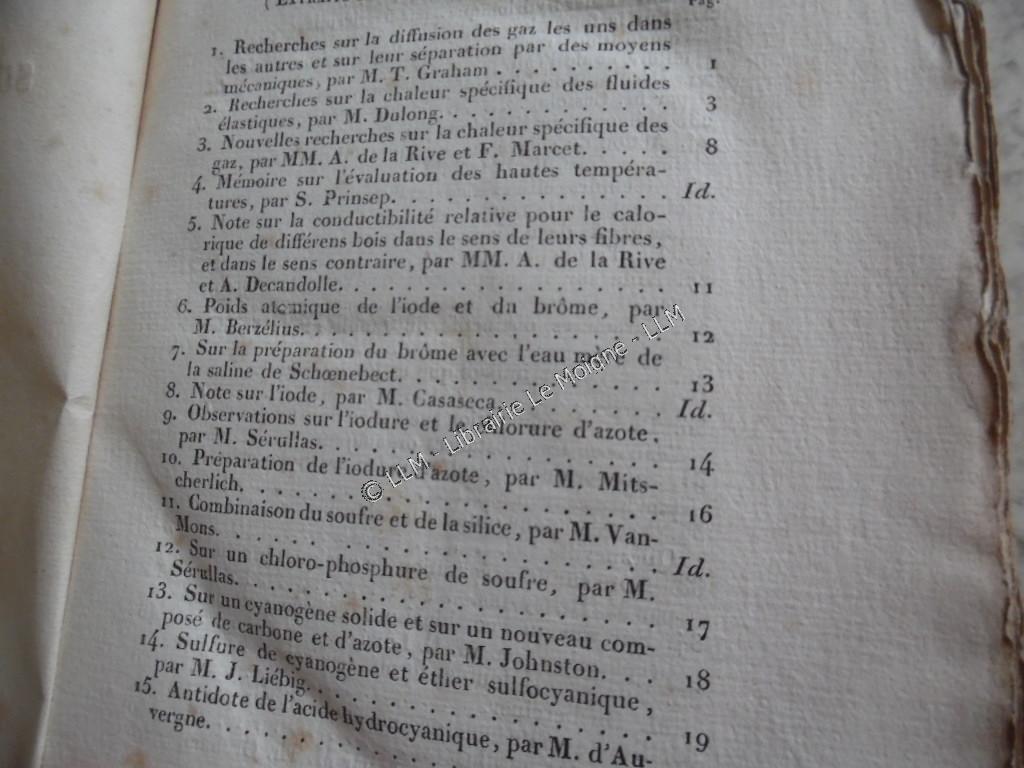 Pag.
1. Recherches sur la diffusion des gaz les uns dans
les autres et sur leur séparation par des moyens
mécaniques, par M. T. Graham . . . . . . . . . . 1
2. Recherches sur la chaleur spécifique des fluides
élastiques, par M. Dulong. . . . . . . . . . . . 3
3. Nouvelles recherches sur la chaleur spécifique des
gaz, par MM. A. de la Rive et F. Marcet. . . . . 8
4. Mémoire sur l'évaluation des hautes tempéra-
tures, par S. Prinsep. . . . . . . . . . . . . . Id.
5. Note sur la conductibilité relative pour le calo-
rique de différens bois dans le sens de leurs fibres,
et dans le sens contraire, par MM. A. de la Rive
et A. Decandolle. . . . . . . . . . . . . . . . 11
6. Poids atomique de l'iode et du brôme, par
M. Berzélius. . . . . . . . . . . . . . . . . . 12
7. Sur la préparation du brôme avec l'eau mère de
la saline de Schœnebect. . . . . . . . . . . . . 13
8. Note sur l'iode, par M. Casaseca. . . . . . . . Id.
9. Observations sur l'iodure et le chlorure d'azote,
par M. Sérullas. . . . . . . . . . . . . . . . . 14
10. Préparation de l'iodure d'azote, par M. Mits-
cherlich. . . . . . . . . . . . . . . . . . . . 16
11. Combinaison du soufre et de la silice, par M. Van-
Mons. . . . . . . . . . . . . . . . . . . . . . Id.
12. Sur un chloro-phosphure de soufre, par M.
Sérullas. . . . . . . . . . . . . . . . . . . . 17
13. Sur un cyanogène solide et sur un nouveau com-
posé de carbone et d'azote, par M. Johnston. . . 18
14. Sulfure de cyanogène et éther sulfocyanique,
par M. J. Liébig. . . . . . . . . . . . . . . . 19
15. Antidote de l'acide hydrocyanique, par M. d'Au-
vergne. . . . . . . . . . . . . . . . . . . . .
© LLM - Librairie Le Moigne - LLM